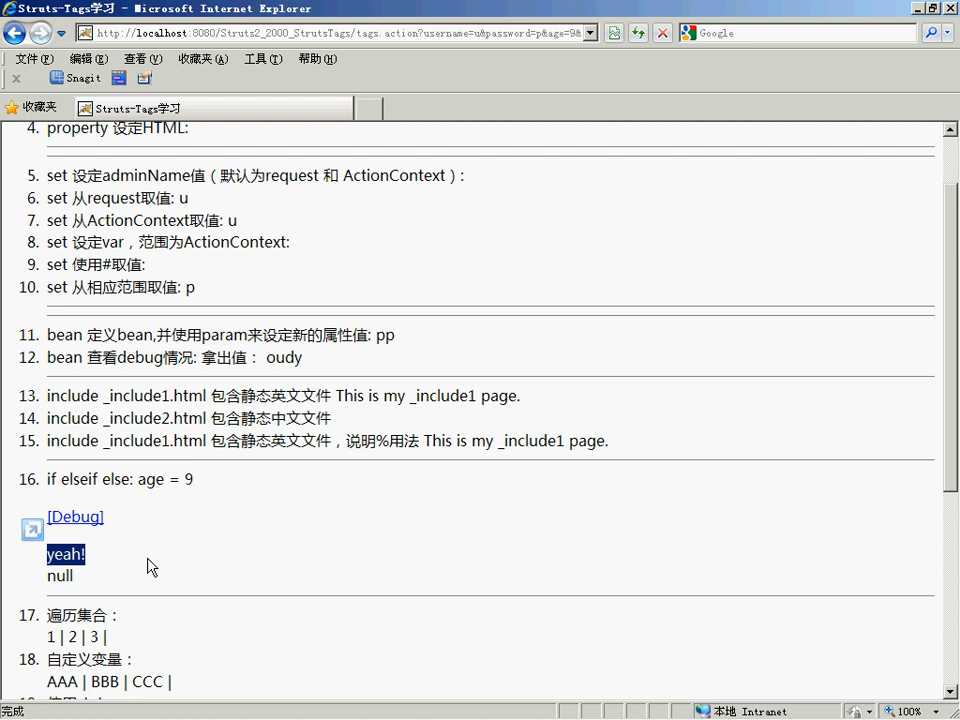 Struts-Tags学习 - Microsoft Internet Explorer
http://localhost:8080/Struts2_2000_StrutsTags/tags.action?username=u&password=p&age=9&
Google
文件(F) 编辑(E) 查看(V) 收藏夹(A) 工具(T) 帮助(H)
x Snagit
收藏夹 Struts-Tags学习
4. property 设定HTML:
5. set 设定adminName值（默认为request 和 ActionContext）:
6. set 从request取值: u
7. set 从ActionContext取值: u
8. set 设定var，范围为ActionContext:
9. set 使用#取值:
10. set 从相应范围取值: p
11. bean 定义bean,并使用param来设定新的属性值: pp
12. bean 查看debug情况: 拿出值： oudy
13. include _include1.html 包含静态英文文件 This is my _include1 page.
14. include _include2.html 包含静态中文文件
15. include _include1.html 包含静态英文文件，说明%用法 This is my _include1 page.
16. if elseif else: age = 9
[Debug]
yeah!
null
17. 遍历集合：
1 | 2 | 3 |
18. 自定义变量：
AAA | BBB | CCC |
完成
本地 Intranet
100%